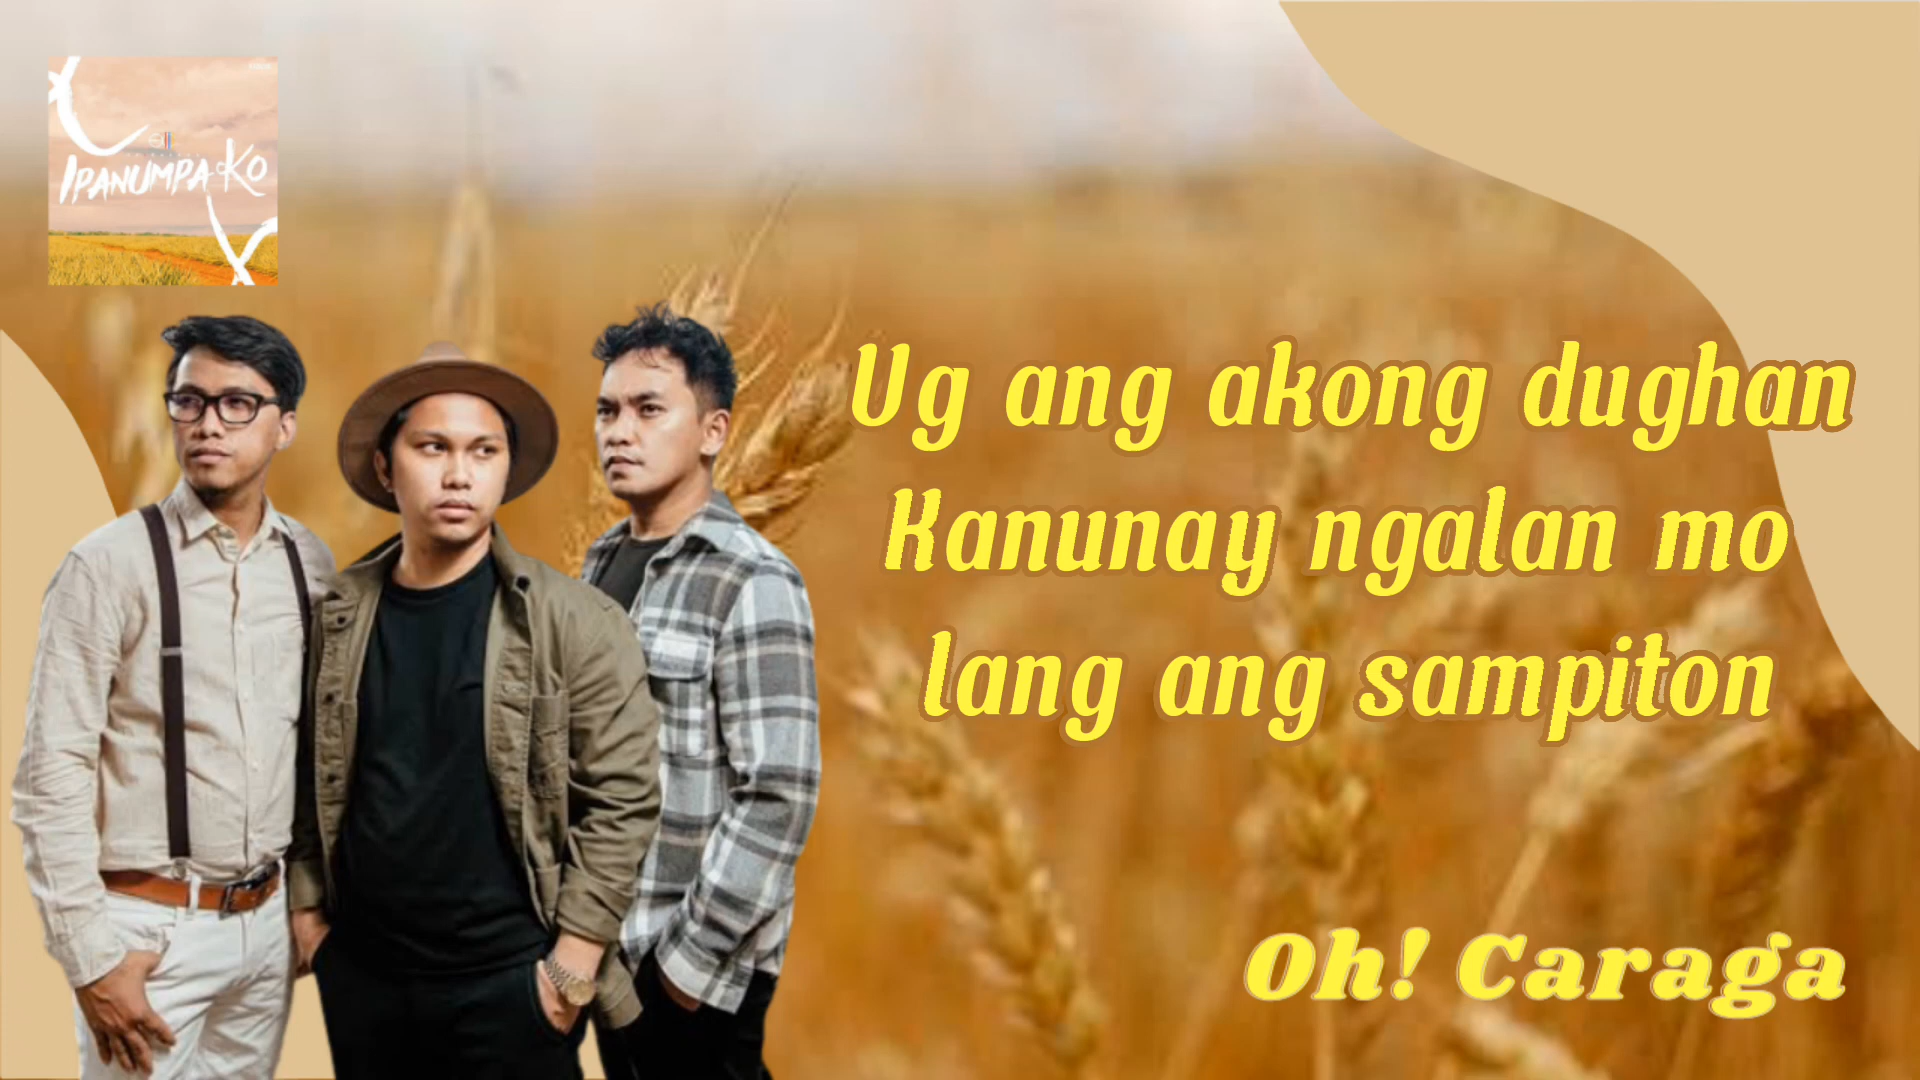 IPANUMPA KO
Ug ang akong dughan
Kanunay ngalan mo
lang ang sampiton
Oh! Caraga